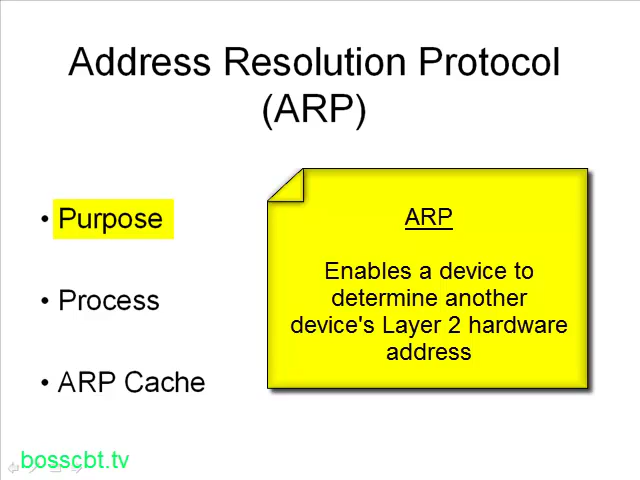 Address Resolution Protocol
(ARP)
• Purpose
• Process
• ARP Cache
ARP
Enables a device to
determine another
device's Layer 2 hardware
address
bosscbt.tv